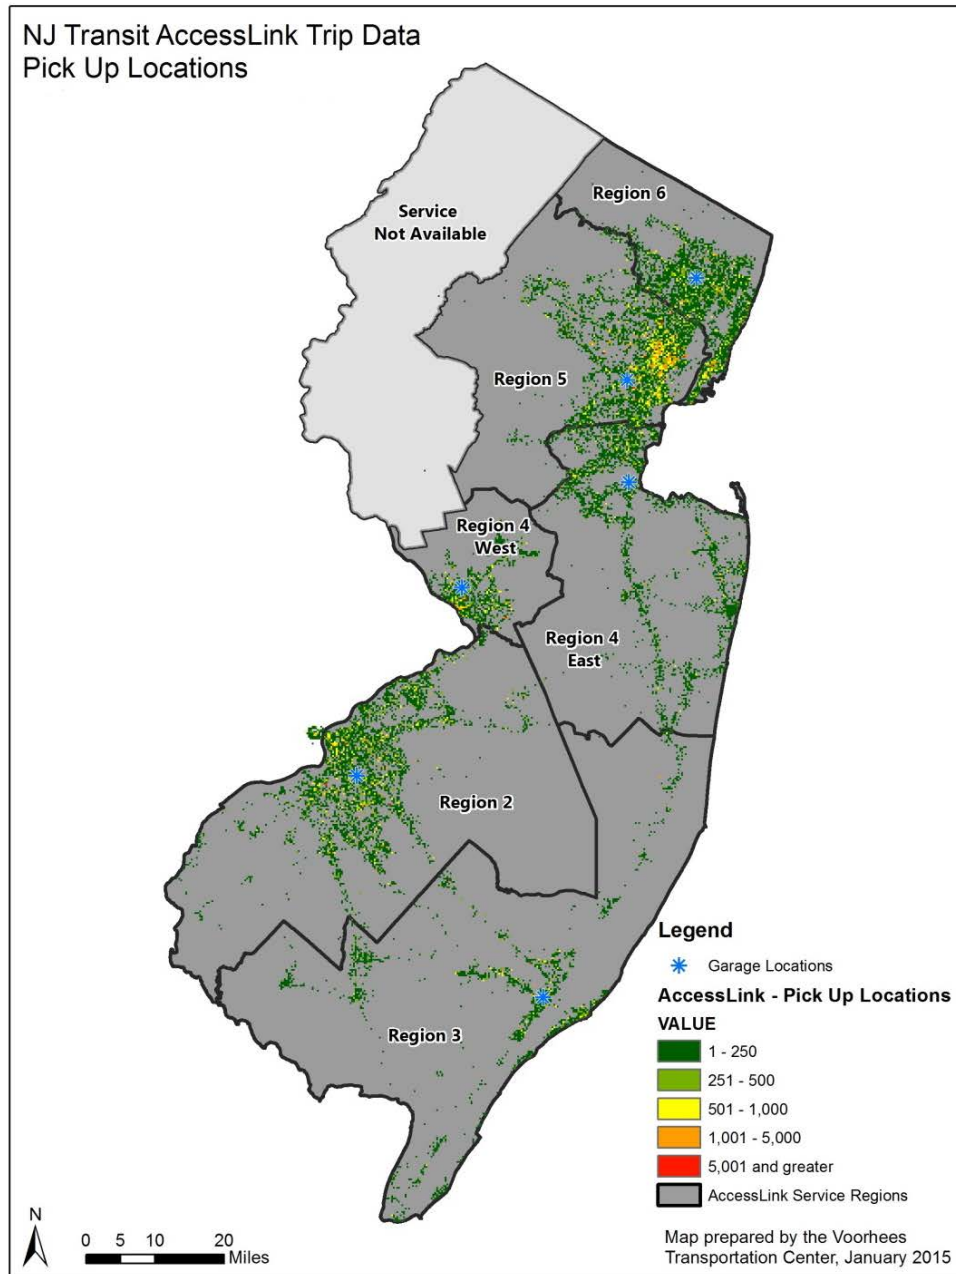 NJ Transit AccessLink Trip Data
Pick Up Locations
Region 6
Service
Not Available
Region 5
Region 4
West
Region 4
East
Region 2
Region 3
Legend
Garage Locations
AccessLink - Pick Up Locations
VALUE
1 - 250
251 - 500
501 - 1,000
1,001 - 5,000
5,001 and greater
AccessLink Service Regions
N
0 5 10 20
Miles
Map prepared by the Voorhees
Transportation Center, January 2015